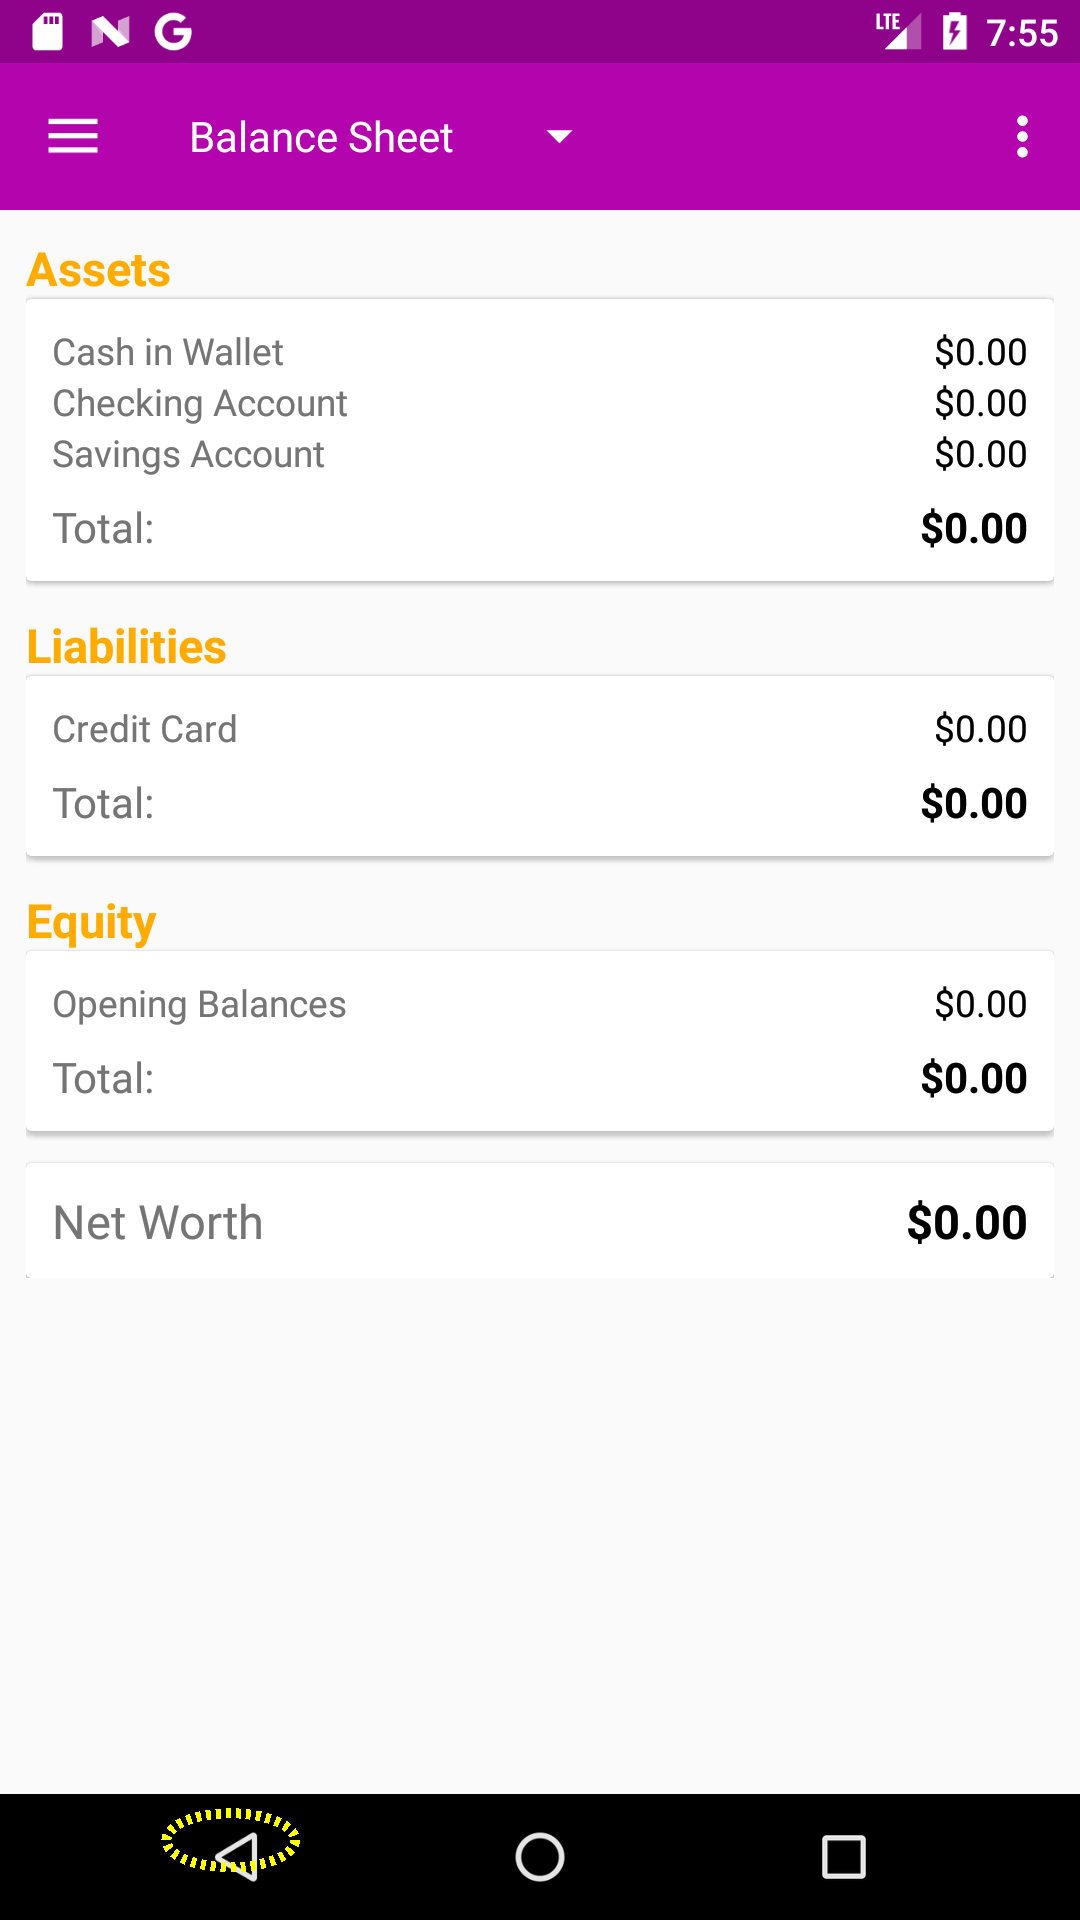 LTE 7:55
Balance Sheet
Assets
Cash in Wallet $0.00
Checking Account $0.00
Savings Account $0.00
Total: $0.00
Liabilities
Credit Card $0.00
Total: $0.00
Equity
Opening Balances $0.00
Total: $0.00
Net Worth $0.00